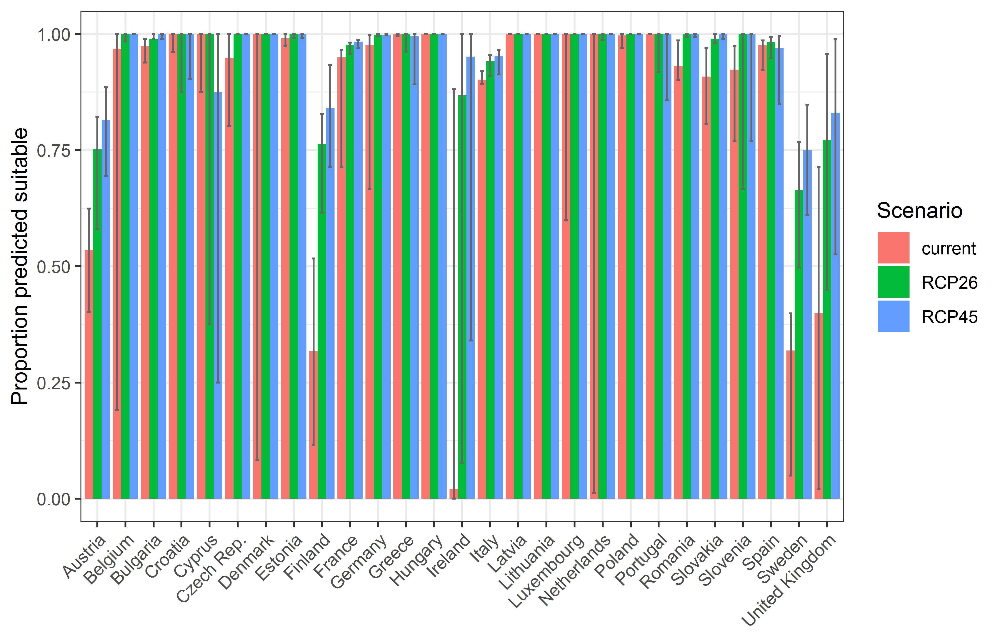 Proportion predicted suitable
1.00
0.75
0.50
0.25
0.00
Austria
Belgium
Bulgaria
Croatia
Cyprus
Czech Rep.
Denmark
Estonia
Finland
France
Germany
Greece
Hungary
Ireland
Italy
Latvia
Lithuania
Luxembourg
Netherlands
Poland
Portugal
Romania
Slovakia
Slovenia
Spain
Sweden
United Kingdom
Scenario
current
RCP26
RCP45